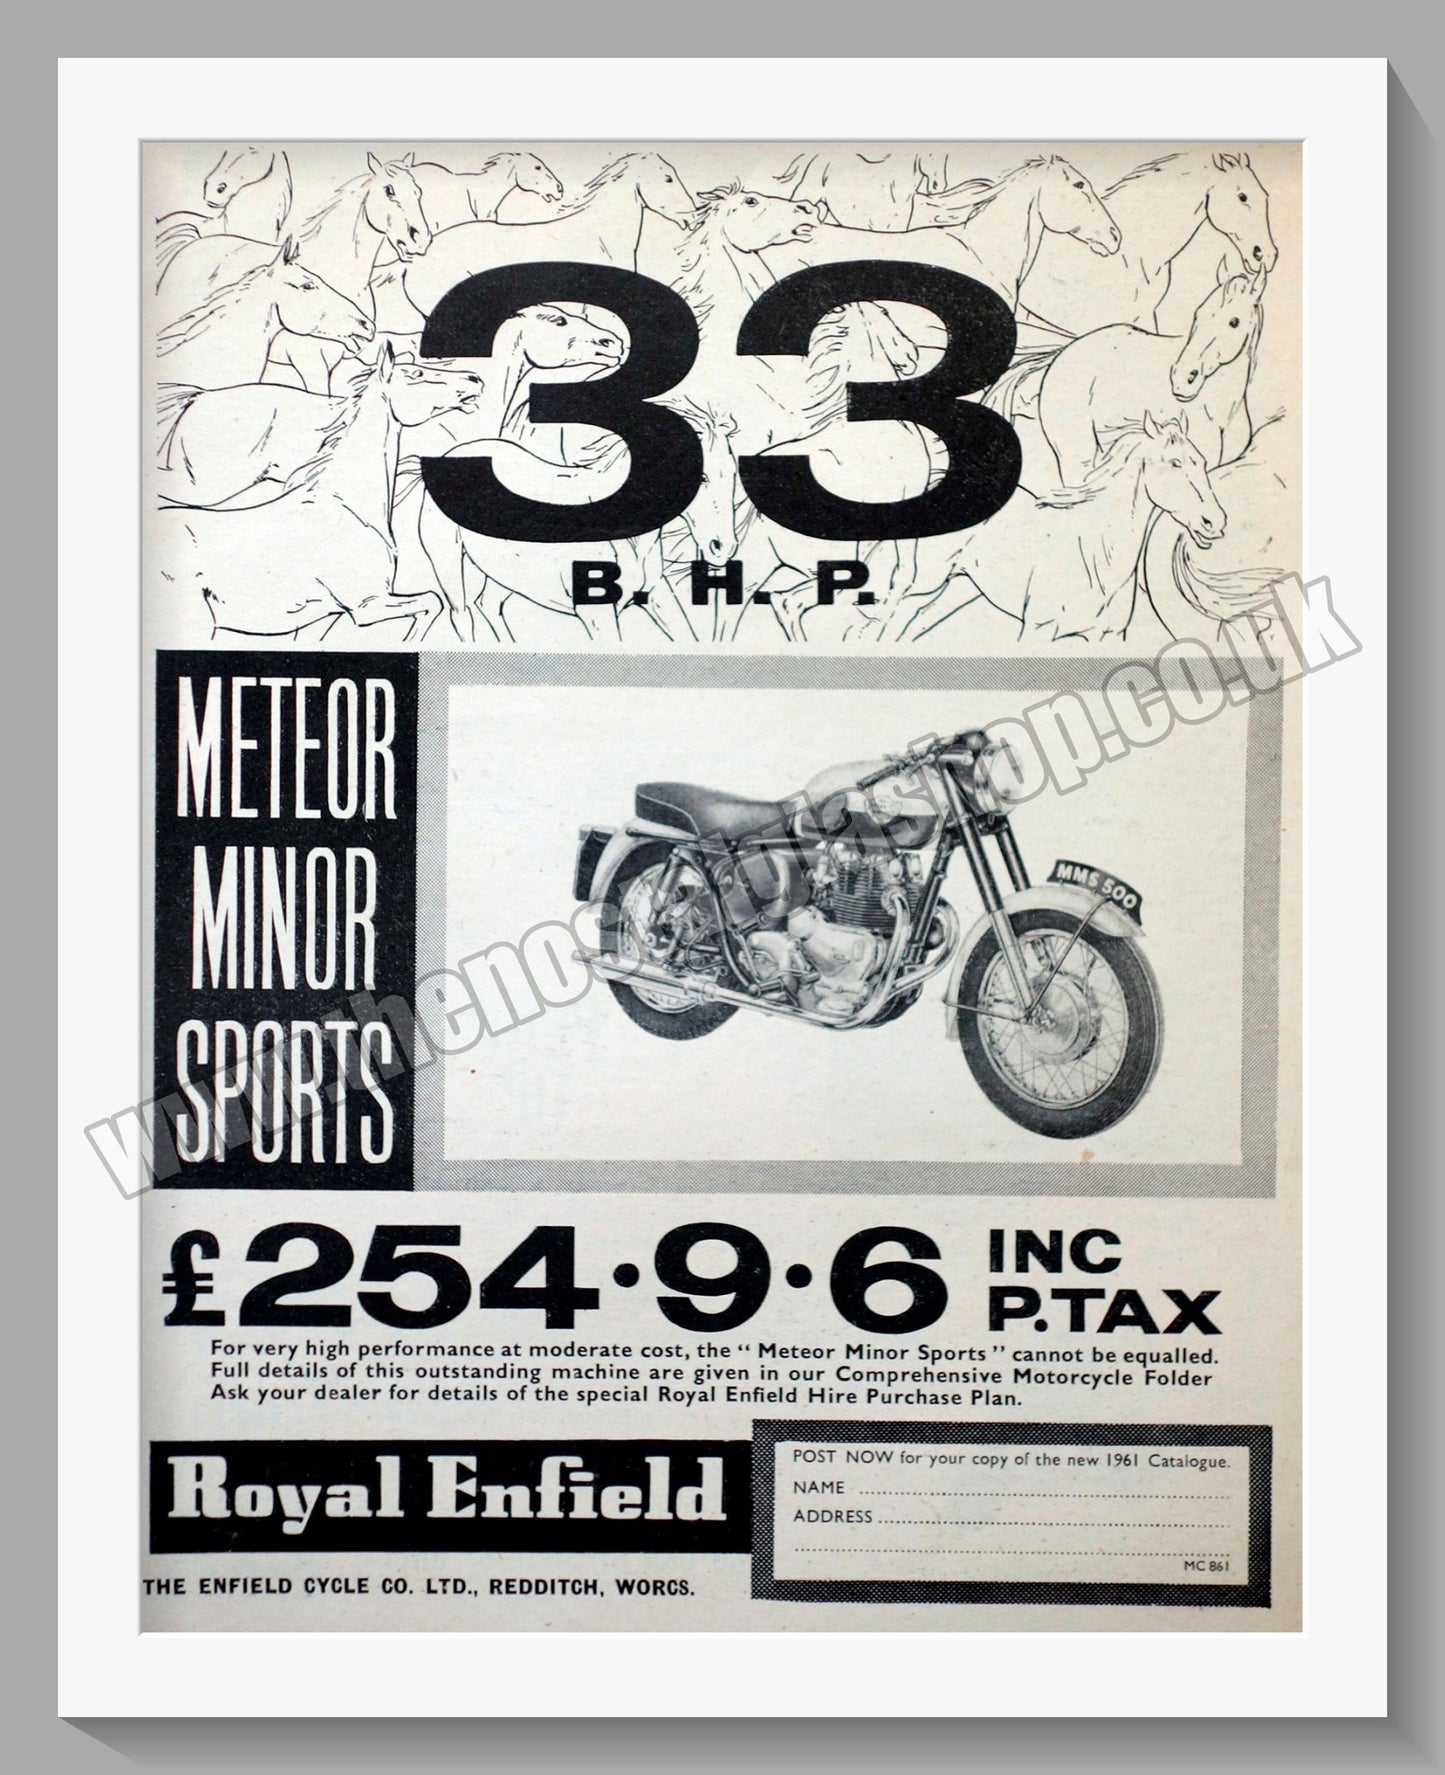 33
B. H. P.
METEOR
MINOR
SPORTS
MMS 500
£254·9·6 INC P.TAX
For very high performance at moderate cost, the “ Meteor Minor Sports ” cannot be equalled.
Full details of this outstanding machine are given in our Comprehensive Motorcycle Folder
Ask your dealer for details of the special Royal Enfield Hire Purchase Plan.
Royal Enfield
THE ENFIELD CYCLE CO. LTD., REDDITCH, WORCS.
POST NOW for your copy of the new 1961 Catalogue.
NAME
ADDRESS
MC 861
www.thenostalgiashop.co.uk